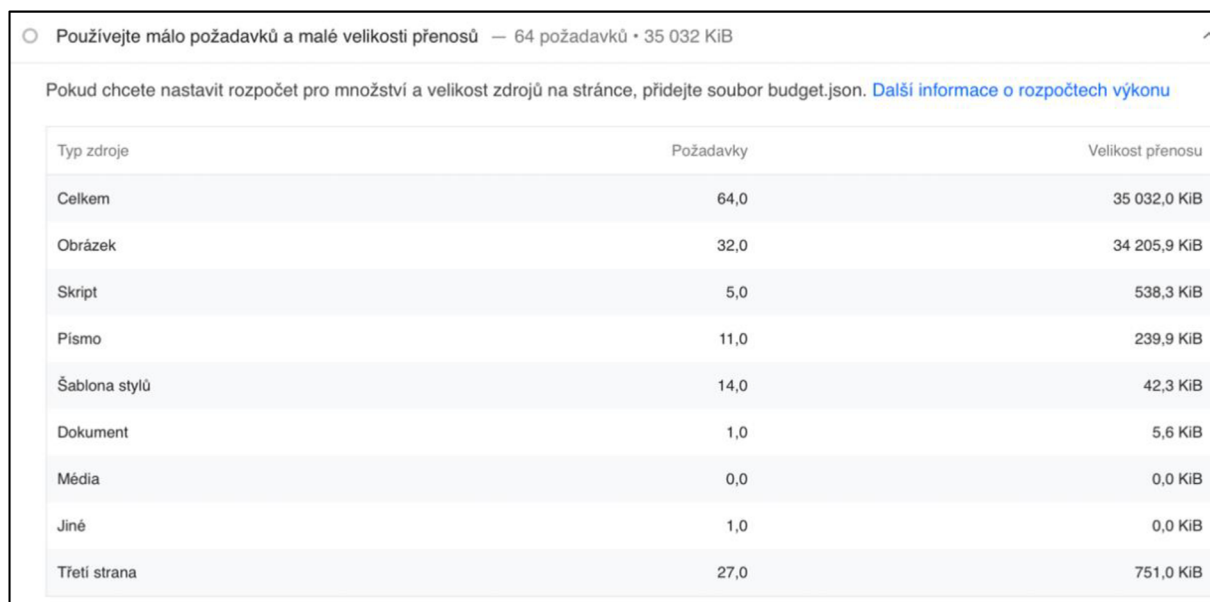 Používejte málo požadavků a malé velikosti přenosů — 64 požadavků • 35 032 KiB
Pokud chcete nastavit rozpočet pro množství a velikost zdrojů na stránce, přidejte soubor budget.json. Další informace o rozpočtech výkonu
Typ zdroje Požadavky Velikost přenosu
Celkem 64,0 35 032,0 KiB
Obrázek 32,0 34 205,9 KiB
Skript 5,0 538,3 KiB
Písmo 11,0 239,9 KiB
Šablona stylů 14,0 42,3 KiB
Dokument 1,0 5,6 KiB
Média 0,0 0,0 KiB
Jiné 1,0 0,0 KiB
Třetí strana 27,0 751,0 KiB